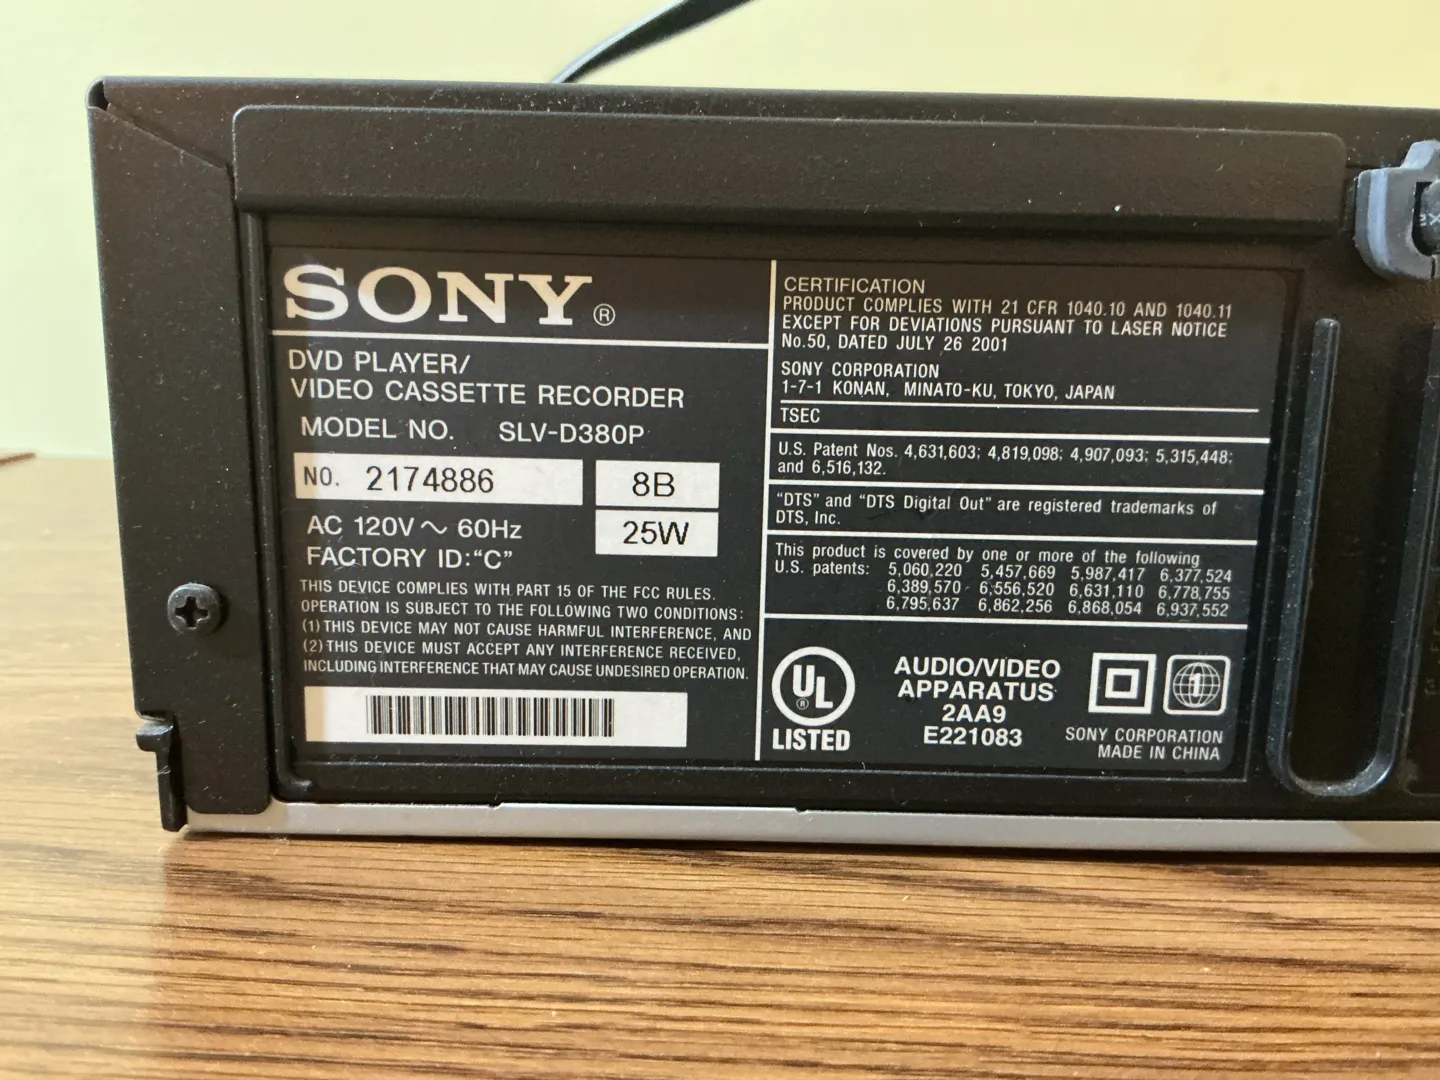 SONY®
DVD PLAYER/
VIDEO CASSETTE RECORDER
MODEL NO. SLV-D380P
NO. 2174886
8B
AC 120V ~ 60Hz
25W
FACTORY ID:“C”
THIS DEVICE COMPLIES WITH PART 15 OF THE FCC RULES.
OPERATION IS SUBJECT TO THE FOLLOWING TWO CONDITIONS:
(1) THIS DEVICE MAY NOT CAUSE HARMFUL INTERFERENCE, AND
(2) THIS DEVICE MUST ACCEPT ANY INTERFERENCE RECEIVED,
INCLUDING INTERFERENCE THAT MAY CAUSE UNDESIRED OPERATION.
CERTIFICATION
PRODUCT COMPLIES WITH 21 CFR 1040.10 AND 1040.11
EXCEPT FOR DEVIATIONS PURSUANT TO LASER NOTICE
No.50, DATED JULY 26 2001
SONY CORPORATION
1-7-1 KONAN, MINATO-KU, TOKYO, JAPAN
TSEC
U.S. Patent Nos. 4,631,603; 4,819,098; 4,907,093; 5,315,448;
and 6,516,132.
“DTS” and “DTS Digital Out” are registered trademarks of
DTS, Inc.
This product is covered by one or more of the following
U.S. patents: 5,060,220 5,457,669 5,987,417 6,377,524
6,389,570 6,556,520 6,631,110 6,778,755
6,795,637 6,862,256 6,868,054 6,937,552
UL®
LISTED
AUDIO/VIDEO
APPARATUS
2AA9
E221083
1
SONY CORPORATION
MADE IN CHINA